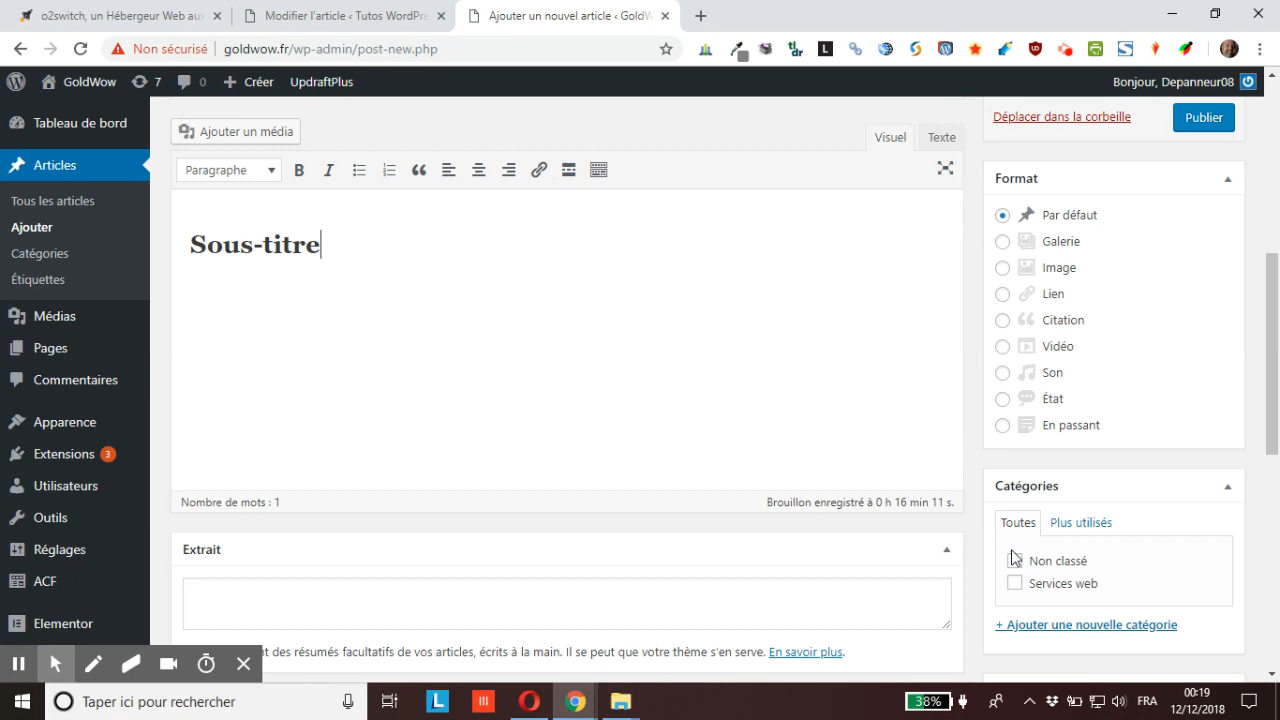 o2switch, un Hébergeur Web aux
Modifier l'article ‹ Tutos WordPre
Ajouter un nouvel article ‹ GoldW
Non sécurisé
goldwow.fr/wp-admin/post-new.php
GoldWow
7
0
Créer
UpdraftPlus
Bonjour, Depanneur08
Tableau de bord
Articles
Tous les articles
Ajouter
Catégories
Étiquettes
Médias
Pages
Commentaires
Apparence
Extensions 3
Utilisateurs
Outils
Réglages
ACF
Elementor
Ajouter un média
Visuel
Texte
Paragraphe
B
I
Sous-titre
Nombre de mots : 1
Brouillon enregistré à 0 h 16 min 11 s.
Extrait
des résumés facultatifs de vos articles, écrits à la main. Il se peut que votre thème s'en serve. En savoir plus.
Déplacer dans la corbeille
Publier
Format
Par défaut
Galerie
Image
Lien
Citation
Vidéo
Son
État
En passant
Catégories
Toutes
Plus utilisés
Non classé
Services web
+ Ajouter une nouvelle catégorie
Taper ici pour rechercher
38%
FRA
00:19
12/12/2018